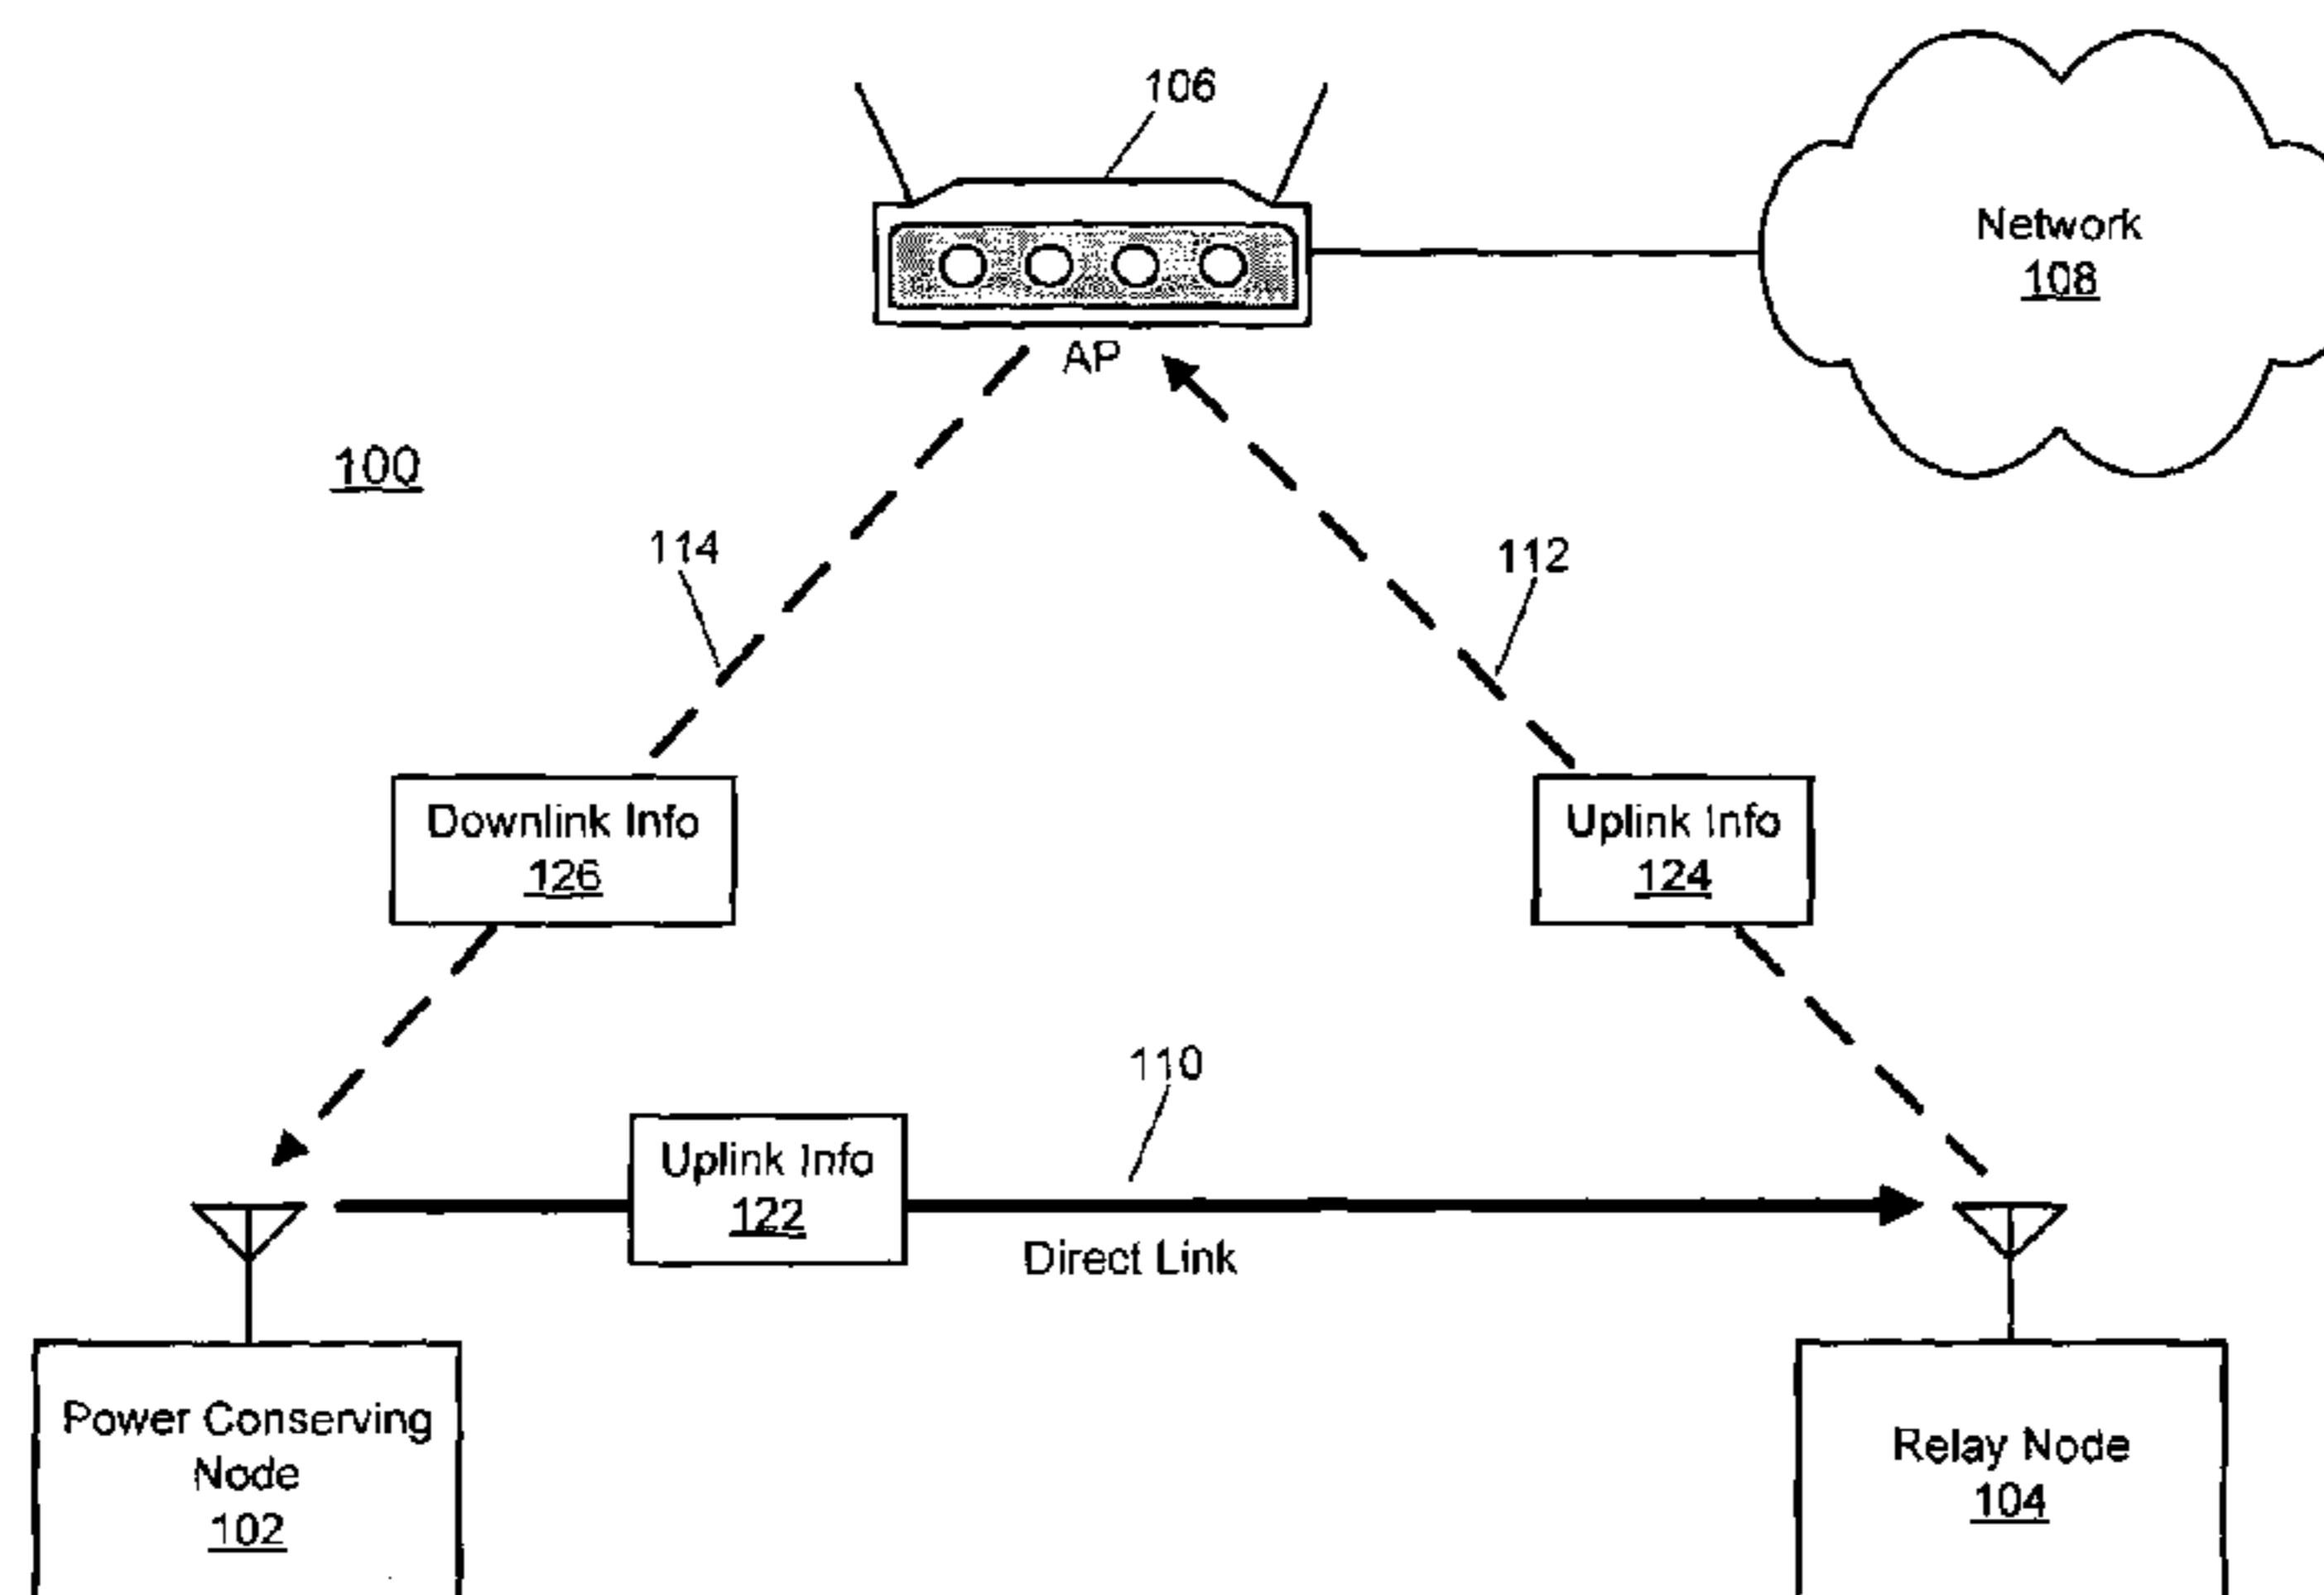 106
Network
108
AP
100
114
112
Downlink Info
126
Uplink Info
124
110
Uplink Info
122
Direct Link
Power Conserving
Node
102
Relay Node
104